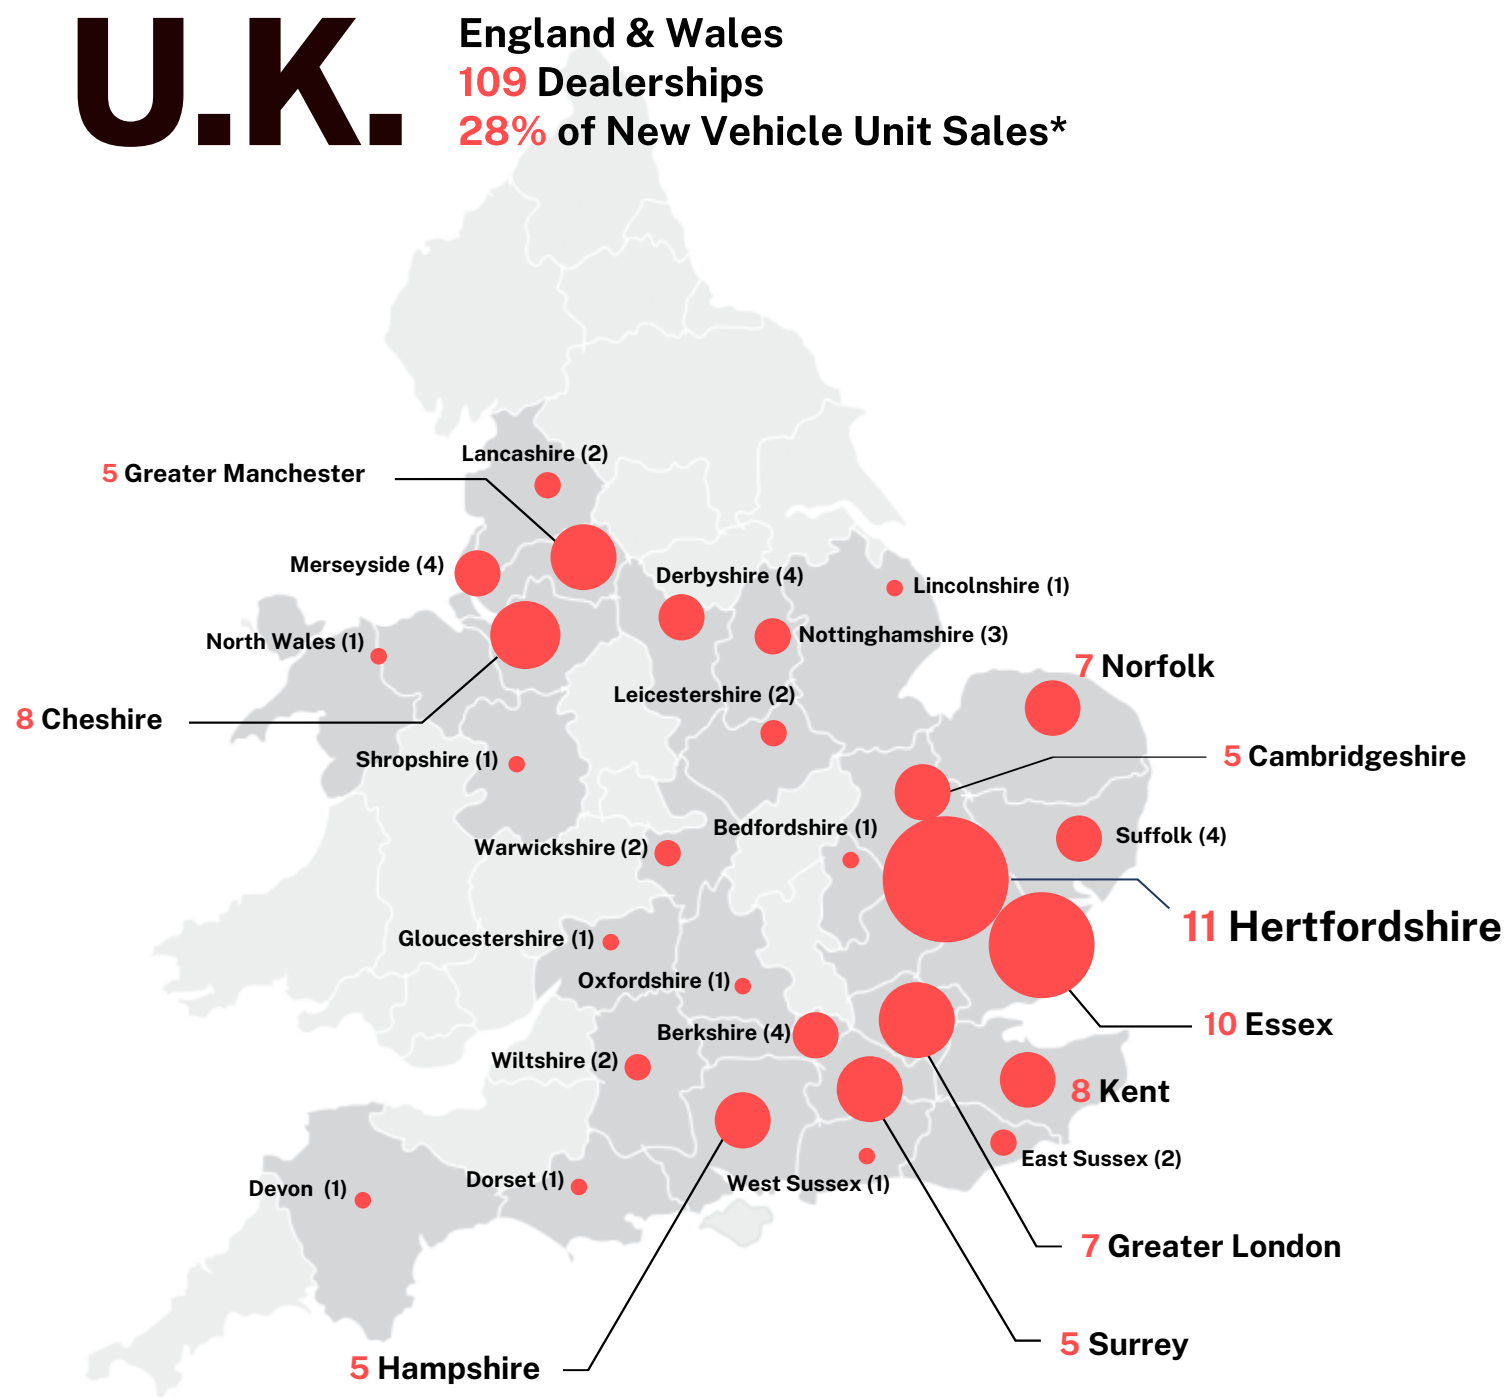 U.K.
England & Wales
109 Dealerships
28% of New Vehicle Unit Sales*
Lancashire (2)
5 Greater Manchester
Merseyside (4)
Derbyshire (4)
Lincolnshire (1)
North Wales (1)
Nottinghamshire (3)
7 Norfolk
Leicestershire (2)
8 Cheshire
Shropshire (1)
5 Cambridgeshire
Bedfordshire (1)
Suffolk (4)
Warwickshire (2)
11 Hertfordshire
Gloucestershire (1)
Oxfordshire (1)
10 Essex
Berkshire (4)
Wiltshire (2)
8 Kent
East Sussex (2)
Devon (1)
Dorset (1)
West Sussex (1)
7 Greater London
5 Surrey
5 Hampshire